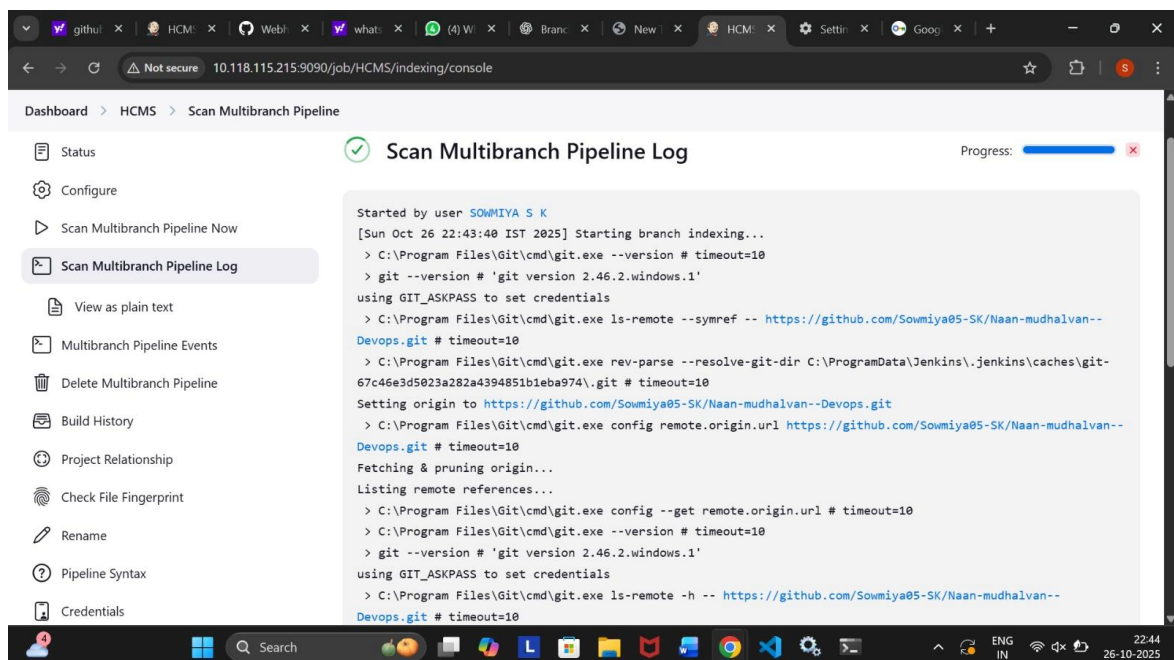 github
HCMS
Webh
whats
(4) W
Branc
New T
HCMS
Settin
Goog
Not secure 10.118.115.215:9090/job/HCMS/indexing/console
S
Dashboard > HCMS > Scan Multibranch Pipeline
Status
Configure
Scan Multibranch Pipeline Now
Scan Multibranch Pipeline Log
View as plain text
Multibranch Pipeline Events
Delete Multibranch Pipeline
Build History
Project Relationship
Check File Fingerprint
Rename
Pipeline Syntax
Credentials
Scan Multibranch Pipeline Log
Progress:
Started by user SOWMIYA S K
[Sun Oct 26 22:43:40 IST 2025] Starting branch indexing...
> C:\Program Files\Git\cmd\git.exe --version # timeout=10
> git --version # 'git version 2.46.2.windows.1'
using GIT_ASKPASS to set credentials
> C:\Program Files\Git\cmd\git.exe ls-remote --symref -- https://github.com/Sowmiya05-SK/Naan-mudhalvan--
Devops.git # timeout=10
> C:\Program Files\Git\cmd\git.exe rev-parse --resolve-git-dir C:\ProgramData\Jenkins\.jenkins\caches\git-
67c46e3d5023a282a4394851b1eba974\.git # timeout=10
Setting origin to https://github.com/Sowmiya05-SK/Naan-mudhalvan--Devops.git
> C:\Program Files\Git\cmd\git.exe config remote.origin.url https://github.com/Sowmiya05-SK/Naan-mudhalvan--
Devops.git # timeout=10
Fetching & pruning origin...
Listing remote references...
> C:\Program Files\Git\cmd\git.exe config --get remote.origin.url # timeout=10
> C:\Program Files\Git\cmd\git.exe --version # timeout=10
> git --version # 'git version 2.46.2.windows.1'
using GIT_ASKPASS to set credentials
> C:\Program Files\Git\cmd\git.exe ls-remote -h -- https://github.com/Sowmiya05-SK/Naan-mudhalvan--
Devops.git # timeout=10
4
Search
L
ENG
IN
22:44
26-10-2025